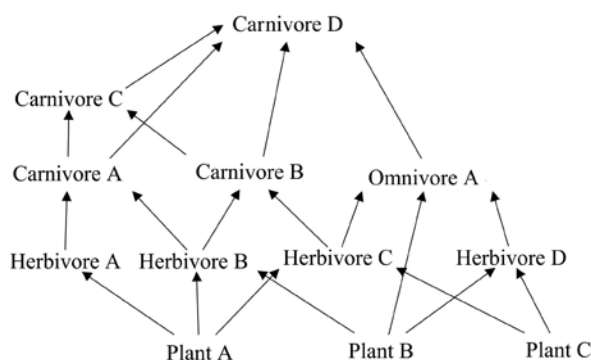 Carnivore D
Carnivore C
Carnivore A
Carnivore B
Omnivore A
Herbivore A
Herbivore B
Herbivore C
Herbivore D
Plant A
Plant B
Plant C